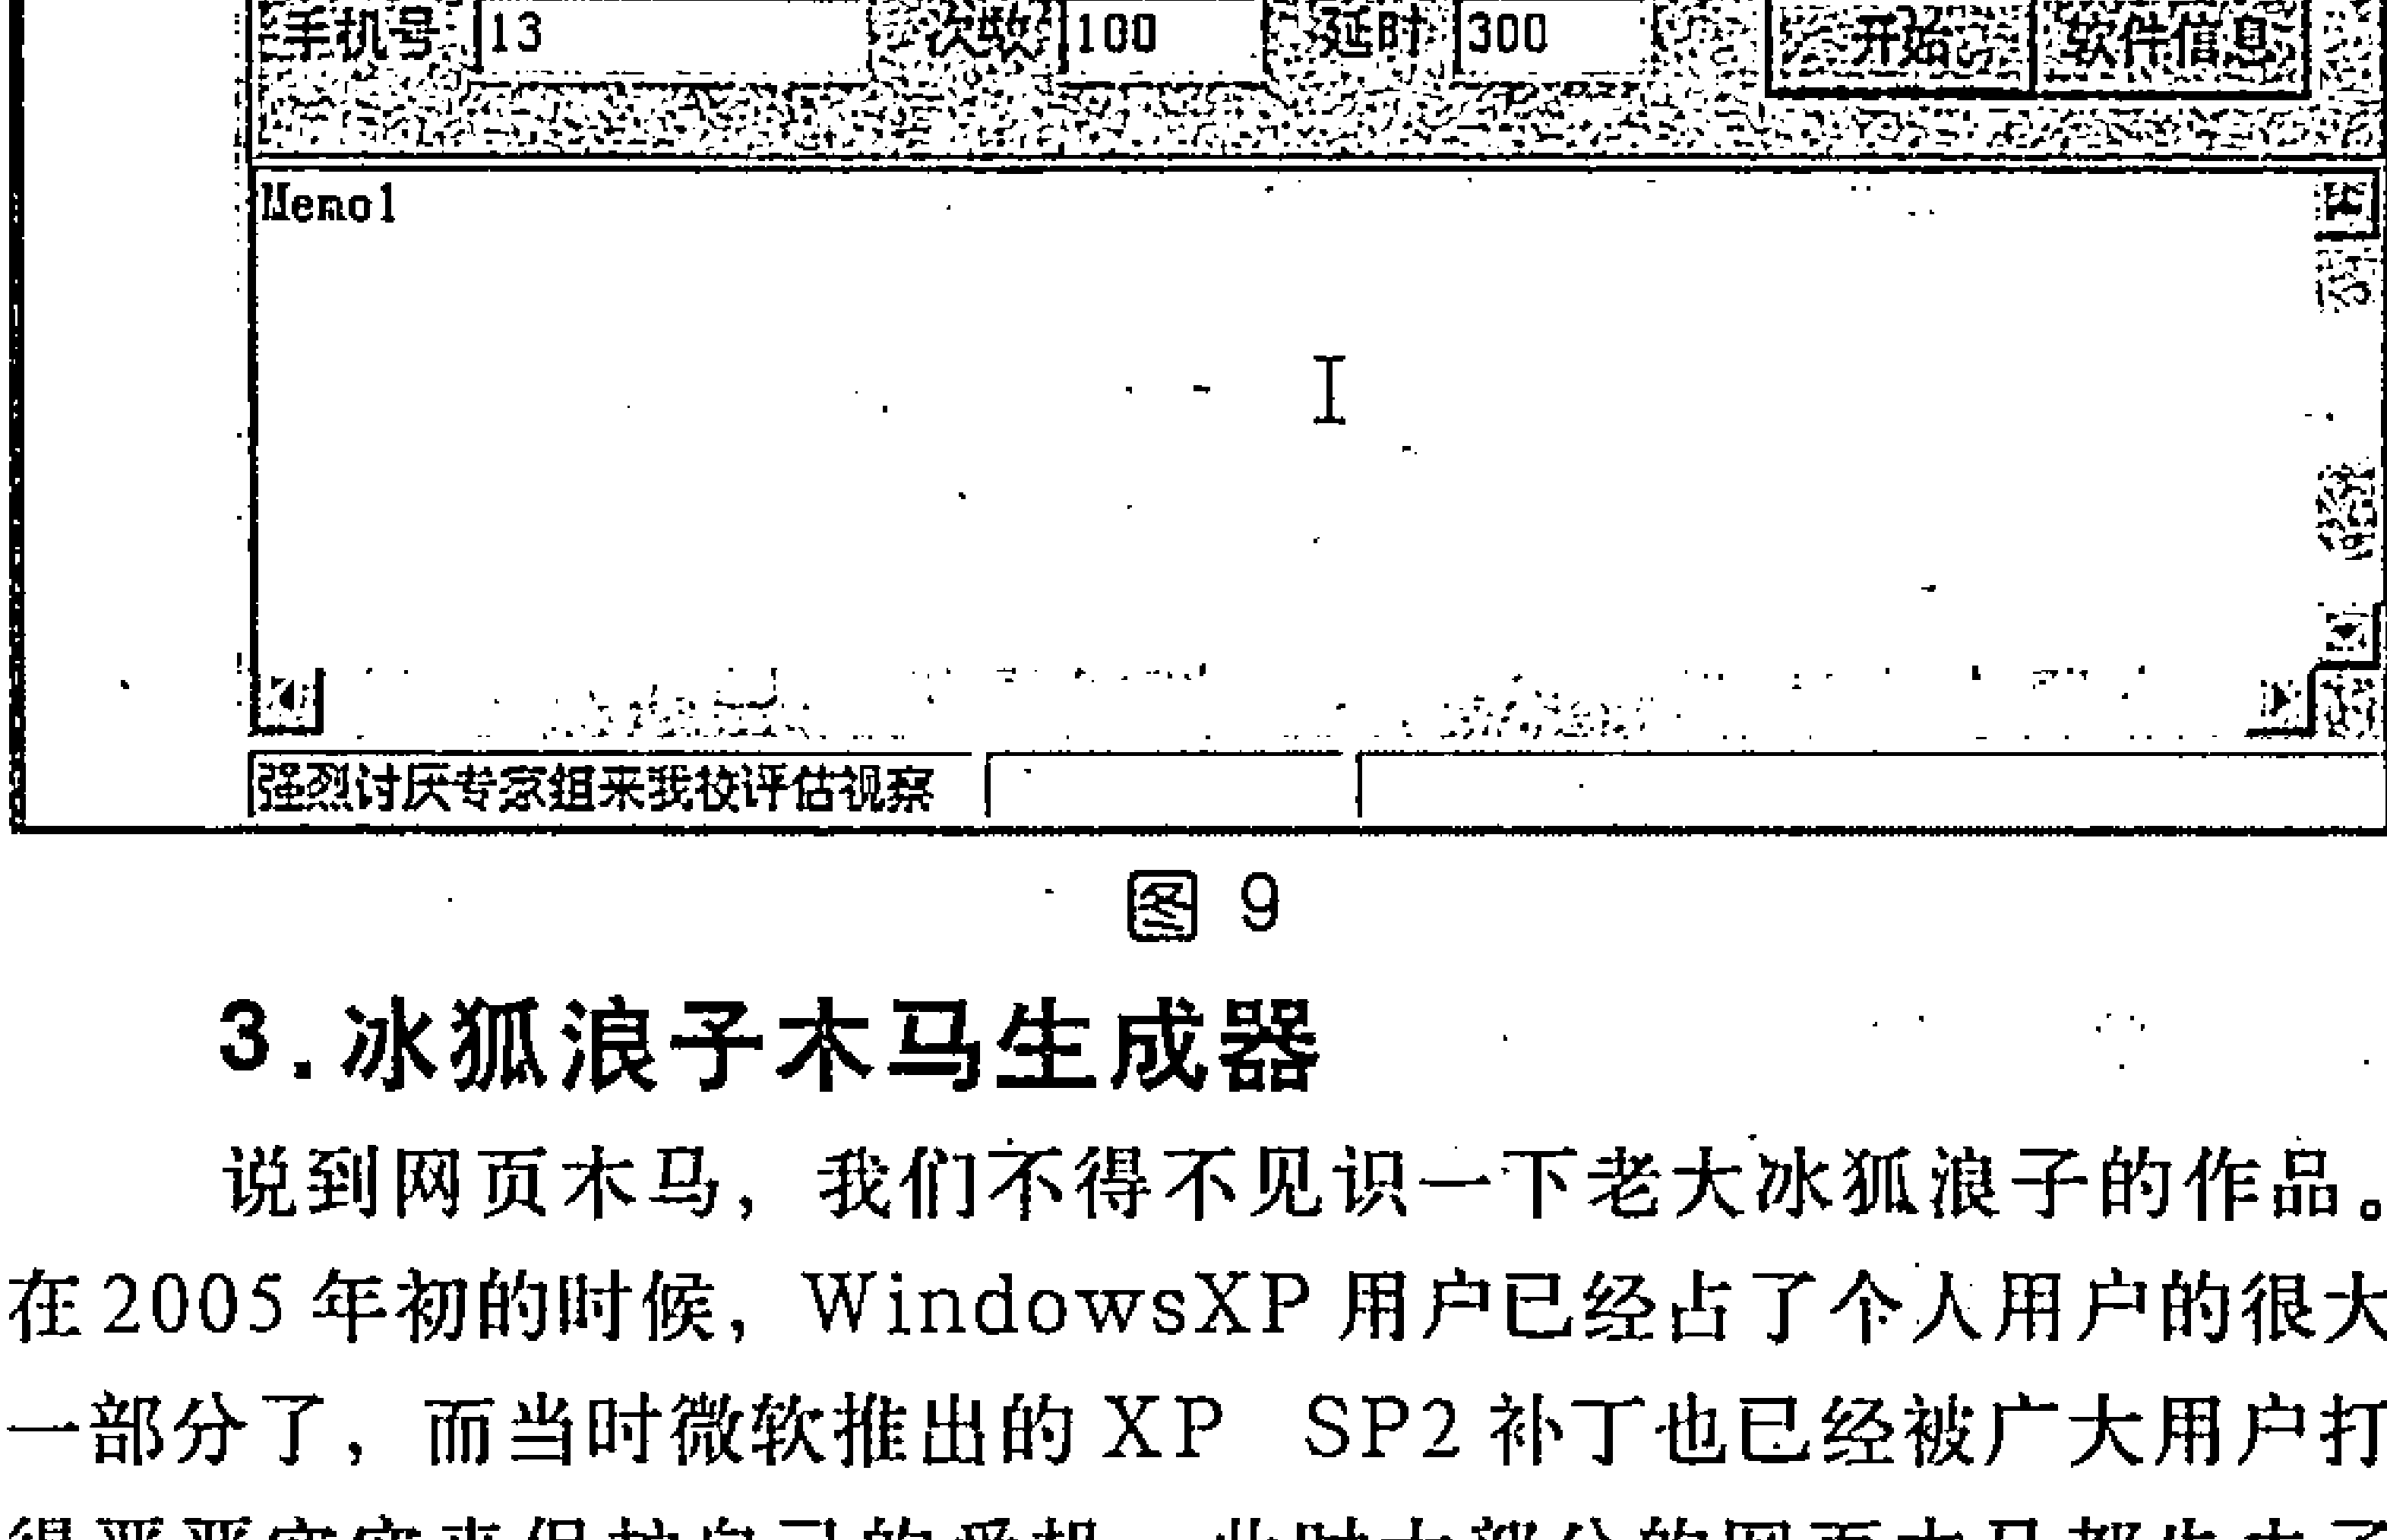 手机号 13 次数 100 延时 300 开始 软件信息
Memo1
强烈讨厌专家组来我校评估视察
图 9
3.冰狐浪子木马生成器
说到网页木马，我们不得不见识一下老大冰狐浪子的作品。
在2005年初的时候，WindowsXP用户已经占了个人用户的很大
一部分了，而当时微软推出的XP SP2补丁也已经被广大用户打